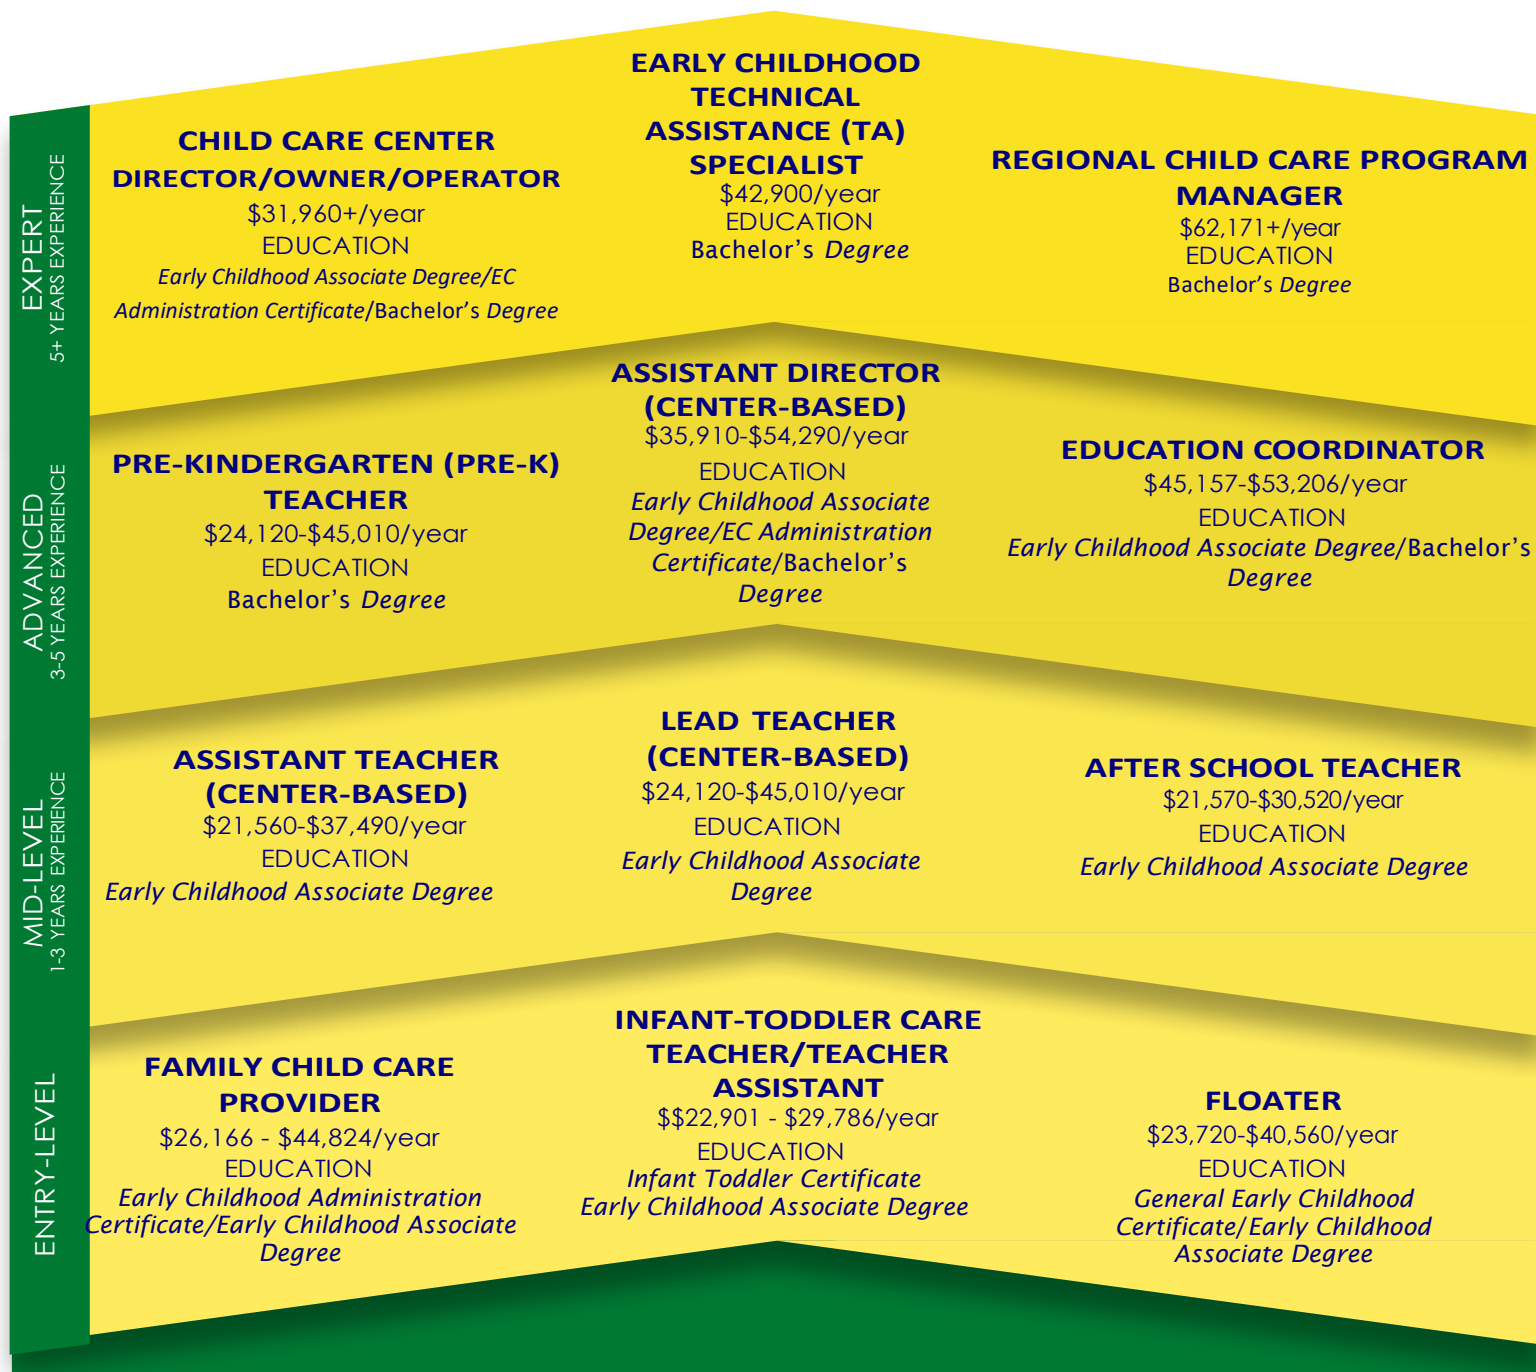 EXPERT
5+ YEARS EXPERIENCE
CHILD CARE CENTER
DIRECTOR/OWNER/OPERATOR
$31,960+/year
EDUCATION
Early Childhood Associate Degree/EC
Administration Certificate/Bachelor’s Degree
EARLY CHILDHOOD
TECHNICAL
ASSISTANCE (TA)
SPECIALIST
$42,900/year
EDUCATION
Bachelor’s Degree
REGIONAL CHILD CARE PROGRAM
MANAGER
$62,171+/year
EDUCATION
Bachelor’s Degree
ADVANCED
3-5 YEARS EXPERIENCE
PRE-KINDERGARTEN (PRE-K)
TEACHER
$24,120-$45,010/year
EDUCATION
Bachelor’s Degree
ASSISTANT DIRECTOR
(CENTER-BASED)
$35,910-$54,290/year
EDUCATION
Early Childhood Associate
Degree/EC Administration
Certificate/Bachelor’s
Degree
EDUCATION COORDINATOR
$45,157-$53,206/year
EDUCATION
Early Childhood Associate Degree/Bachelor’s
Degree
MID-LEVEL
1-3 YEARS EXPERIENCE
ASSISTANT TEACHER
(CENTER-BASED)
$21,560-$37,490/year
EDUCATION
Early Childhood Associate Degree
LEAD TEACHER
(CENTER-BASED)
$24,120-$45,010/year
EDUCATION
Early Childhood Associate
Degree
AFTER SCHOOL TEACHER
$21,570-$30,520/year
EDUCATION
Early Childhood Associate Degree
ENTRY-LEVEL
FAMILY CHILD CARE
PROVIDER
$26,166 - $44,824/year
EDUCATION
Early Childhood Administration
Certificate/Early Childhood Associate
Degree
INFANT-TODDLER CARE
TEACHER/TEACHER
ASSISTANT
$$22,901 - $29,786/year
EDUCATION
Infant Toddler Certificate
Early Childhood Associate Degree
FLOATER
$23,720-$40,560/year
EDUCATION
General Early Childhood
Certificate/Early Childhood
Associate Degree